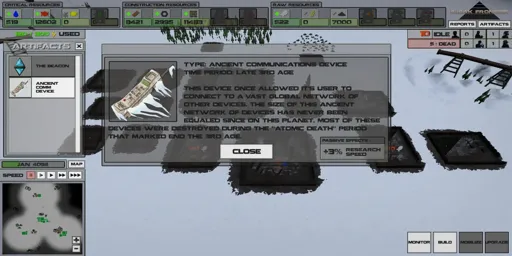 CRITICAL RESOURCES
CONSTRUCTION RESOURCES
RAW RESOURCES
REPORTS
ARTIFACTS
IDLE
5 : DEAD
USED
ARTIFACTS
X
THE BEACON
ANCIENT
COMM
DEVICE
TYPE: ANCIENT COMMUNICATIONS DEVICE
TIME PERIOD: LATE 3RD AGE
THIS DEVICE ONCE ALLOWED IT'S USER TO
CONNECT TO A VAST GLOBAL NETWORK OF
OTHER DEVICES. THE SIZE OF THIS ANCIENT
NETWORK OF DEVICES HAS NEVER BEEN
EQUALED SINCE ON THIS PLANET. MOST OF THESE
DEVICES WERE DESTROYED DURING THE "ATOMIC DEATH" PERIOD
THAT MARKED END THE 3RD AGE.
PASSIVE EFFECTS
+3% RESEARCH
SPEED
CLOSE
MAP
SPEED
MONITOR
BUILD
MOBILIZE
UPGRADE